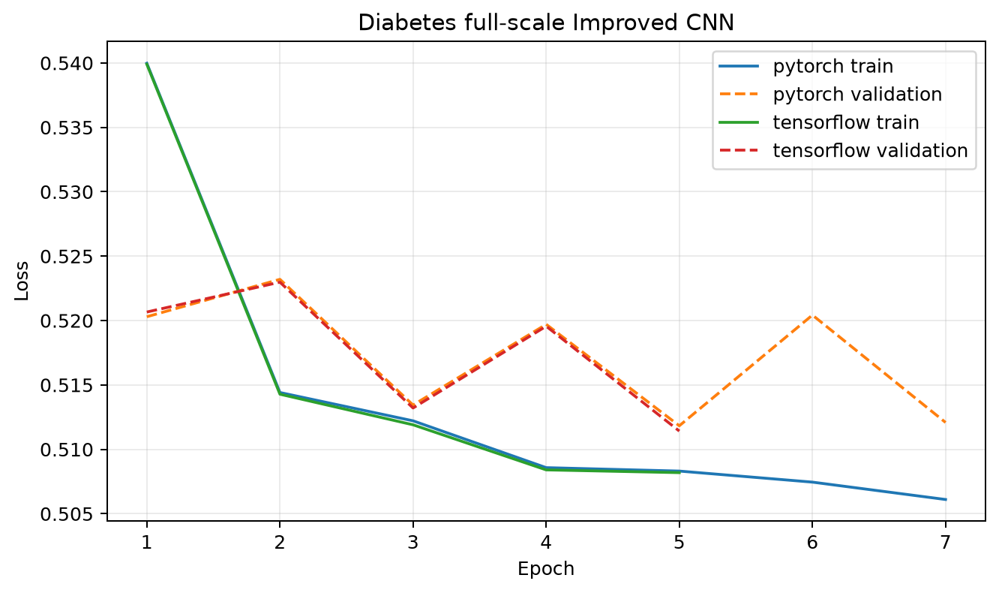 Diabetes full-scale Improved CNN
pytorch train
pytorch validation
tensorflow train
tensorflow validation
Loss
0.540
0.535
0.530
0.525
0.520
0.515
0.510
0.505
1 2 3 4 5 6 7
Epoch